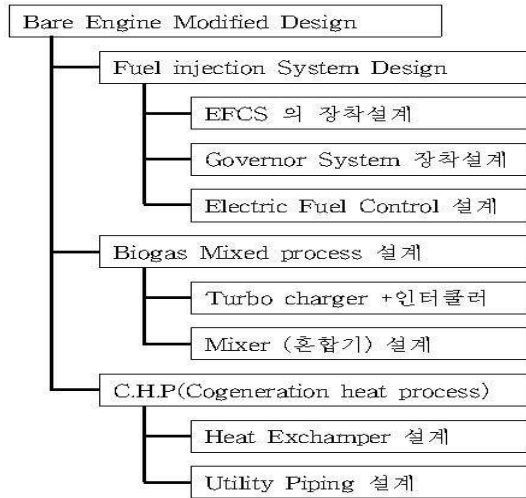 Bare Engine Modified Design
Fuel injection System Design
EFCS 의 장착설계
Governor System 장착설계
Electric Fuel Control 설계
Biogas Mixed process 설계
Turbo charger +인터쿨러
Mixer (혼합기) 설계
C.H.P(Cogeneration heat process)
Heat Exchamper 설계
Utility Piping 설계